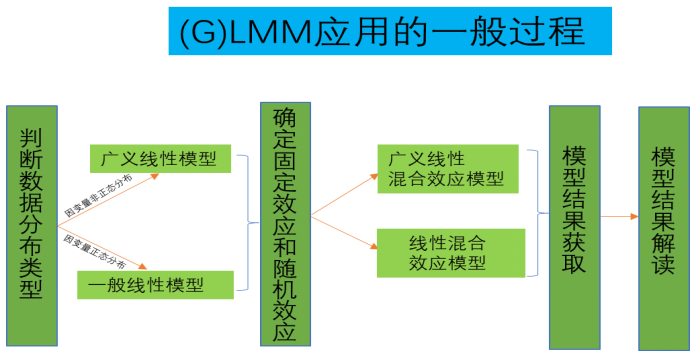 (G)LMM应用的一般过程
判断数据分布类型
因变量非正态分布
广义线性模型
因变量正态分布
一般线性模型
确定固定效应和随机效应
广义线性
混合效应模型
线性混合
效应模型
模型结果获取
模型结果解读